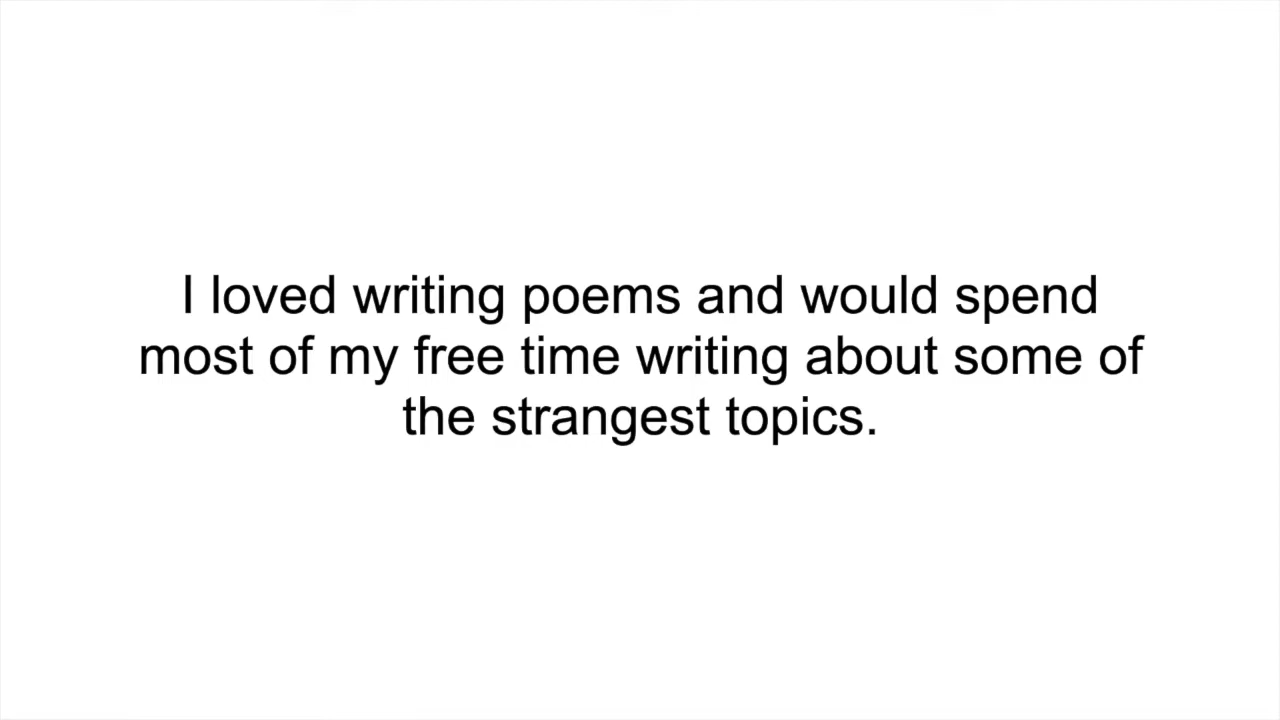 I loved writing poems and would spend
most of my free time writing about some of
the strangest topics.